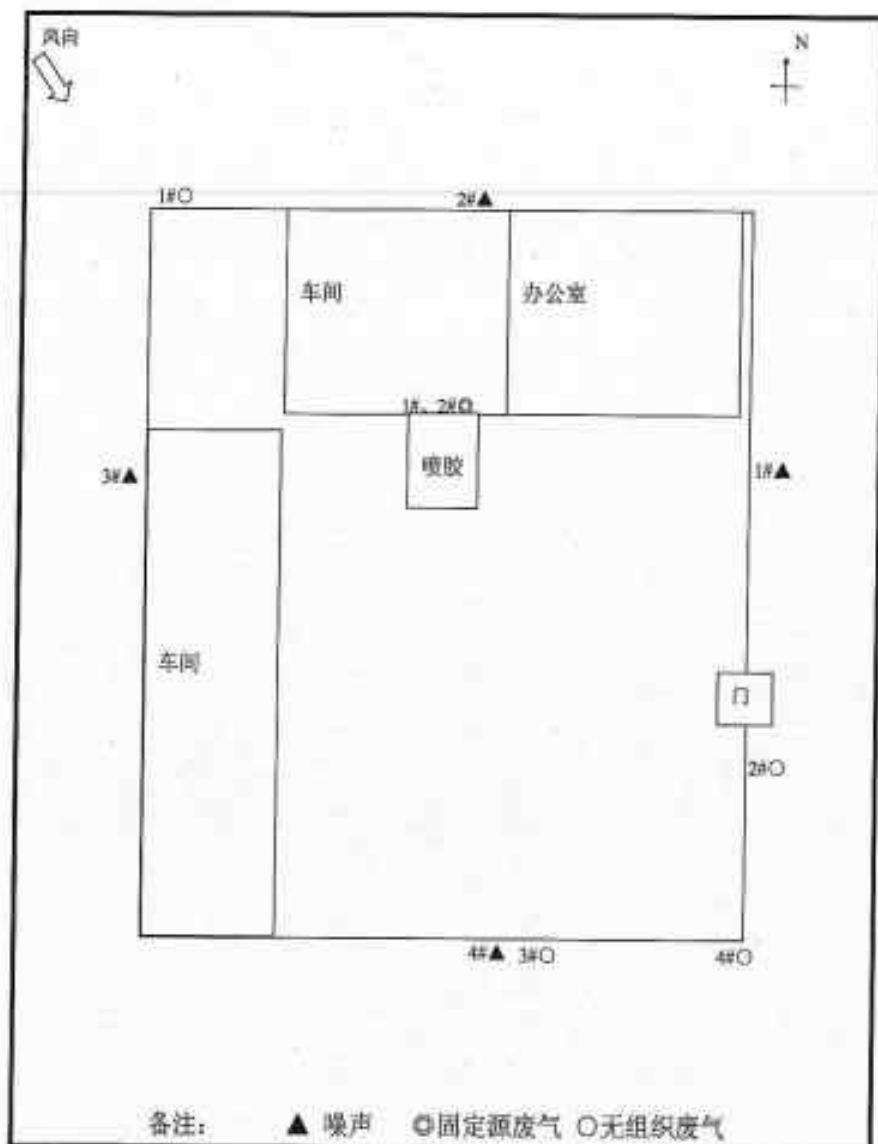 风向
N
1#○
2#▲
车间
办公室
1#、2#◎
喷胶
3#▲
1#▲
车间
门
2#○
4#▲ 3#○
4#○
备注: ▲ 噪声 ◎固定源废气 ○无组织废气